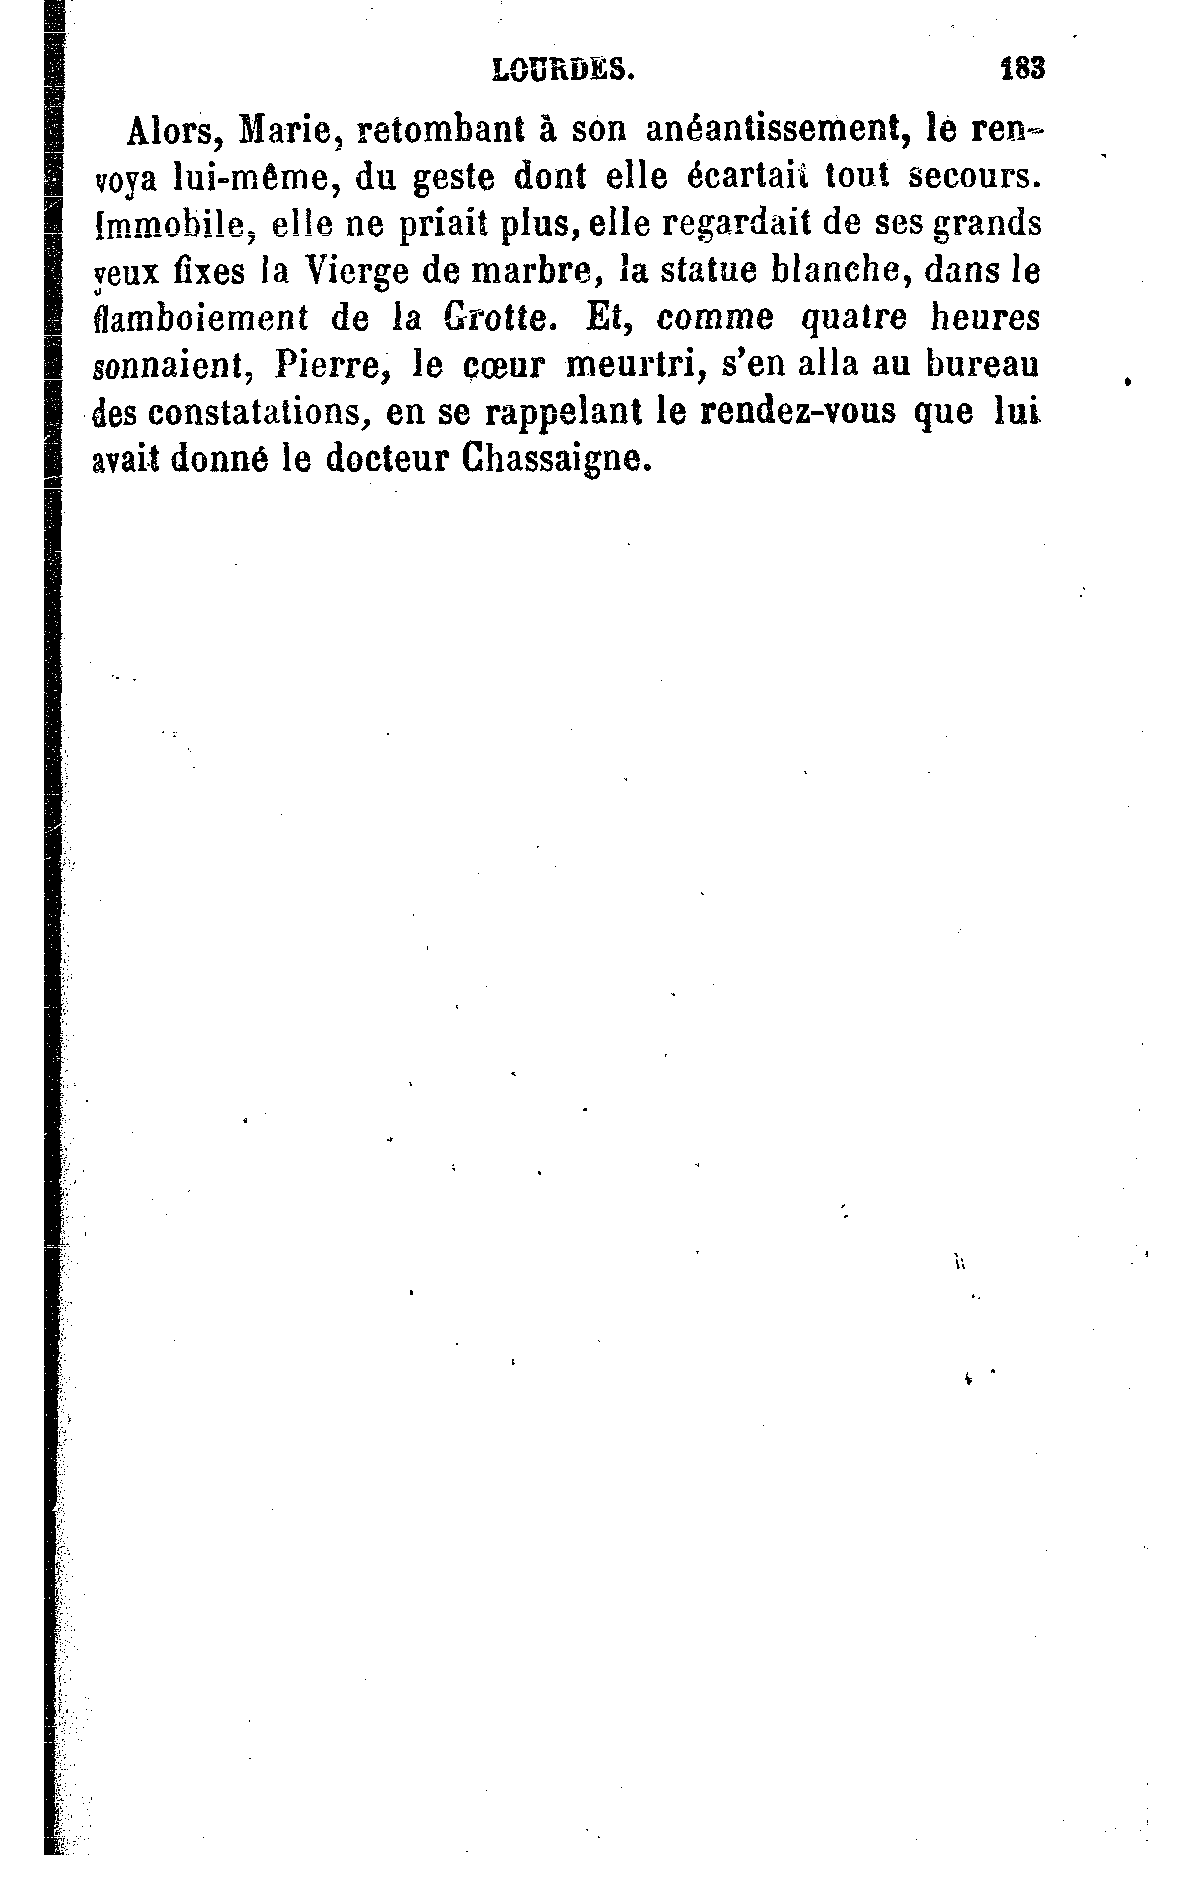 LOURDES. 183
Alors, Marie, retombant à son anéantissement, le ren-
voya lui-même, du geste dont elle écartait tout secours.
Immobile, elle ne priait plus, elle regardait de ses grands
yeux fixes la Vierge de marbre, la statue blanche, dans le
flamboiement de la Grotte. Et, comme quatre heures
sonnaient, Pierre, le cœur meurtri, s'en alla au bureau
des constatations, en se rappelant le rendez-vous que lui
avait donné le docteur Chassaigne.